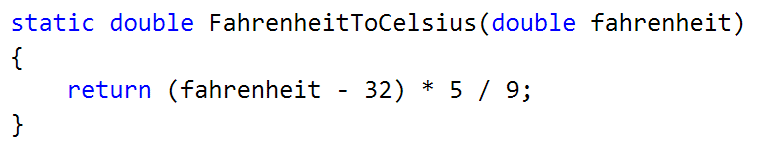 static double FahrenheitToCelsius(double fahrenheit)
{
    return (fahrenheit - 32) * 5 / 9;
}